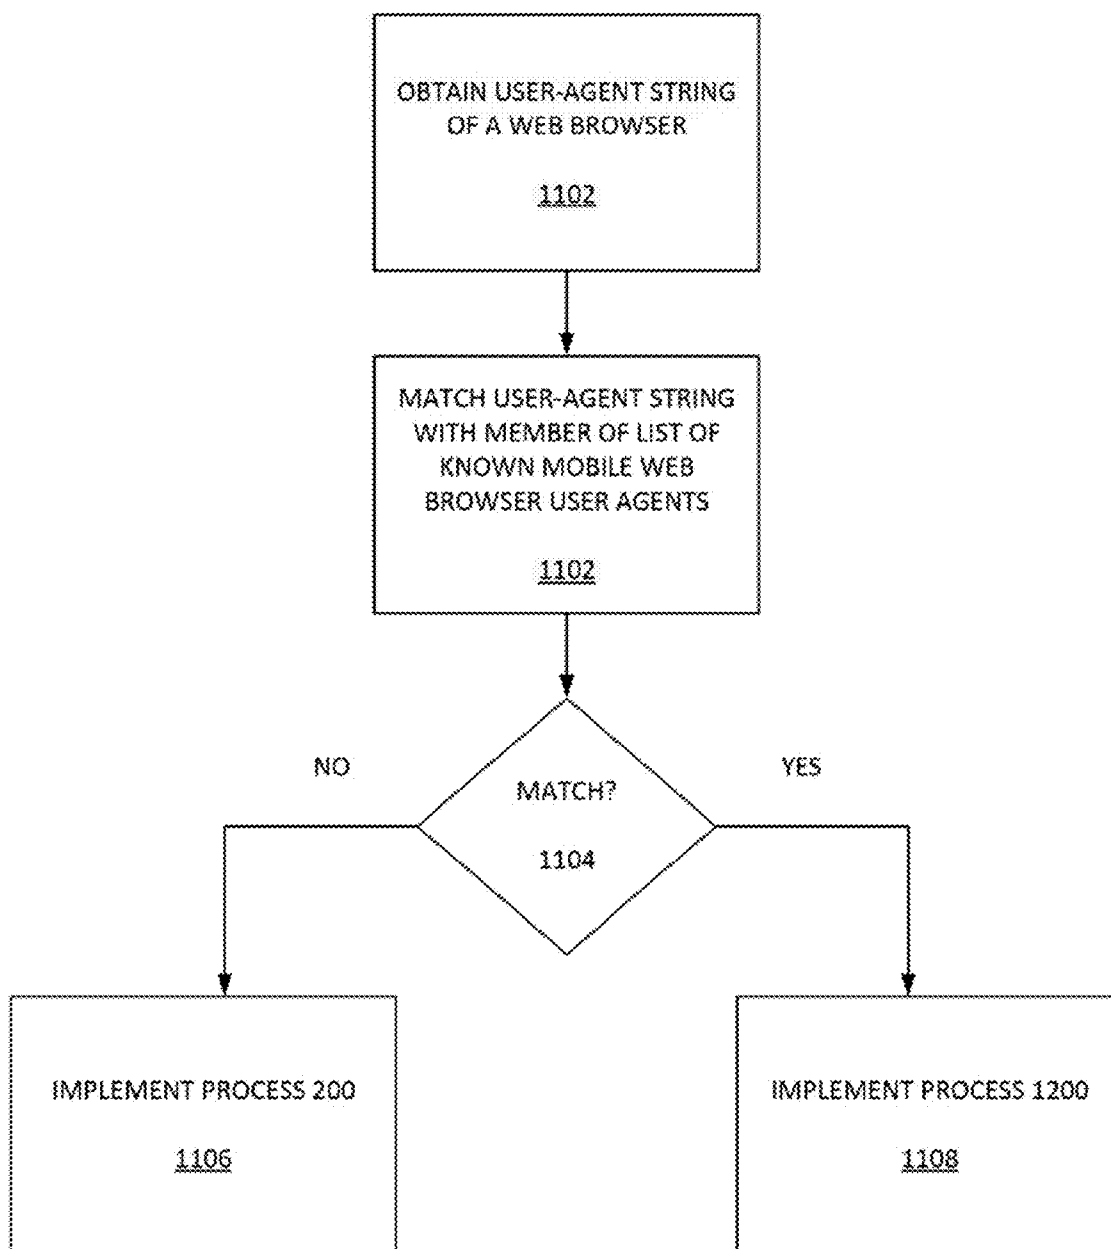 OBTAIN USER-AGENT STRING
OF A WEB BROWSER
1102
MATCH USER-AGENT STRING
WITH MEMBER OF LIST OF
KNOWN MOBILE WEB
BROWSER USER AGENTS
1102
NO
YES
MATCH?
1104
IMPLEMENT PROCESS 200
1106
IMPLEMENT PROCESS 1200
1108